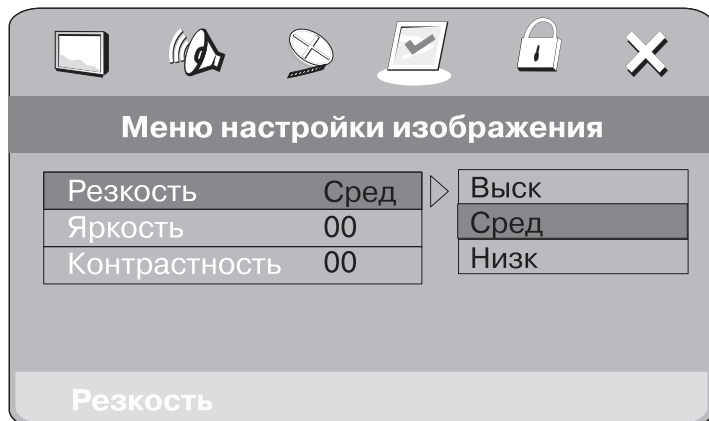 Меню настройки изображения
Резкость Сред Выск
Яркость 00 Сред
Контрастность 00 Низк
Резкость